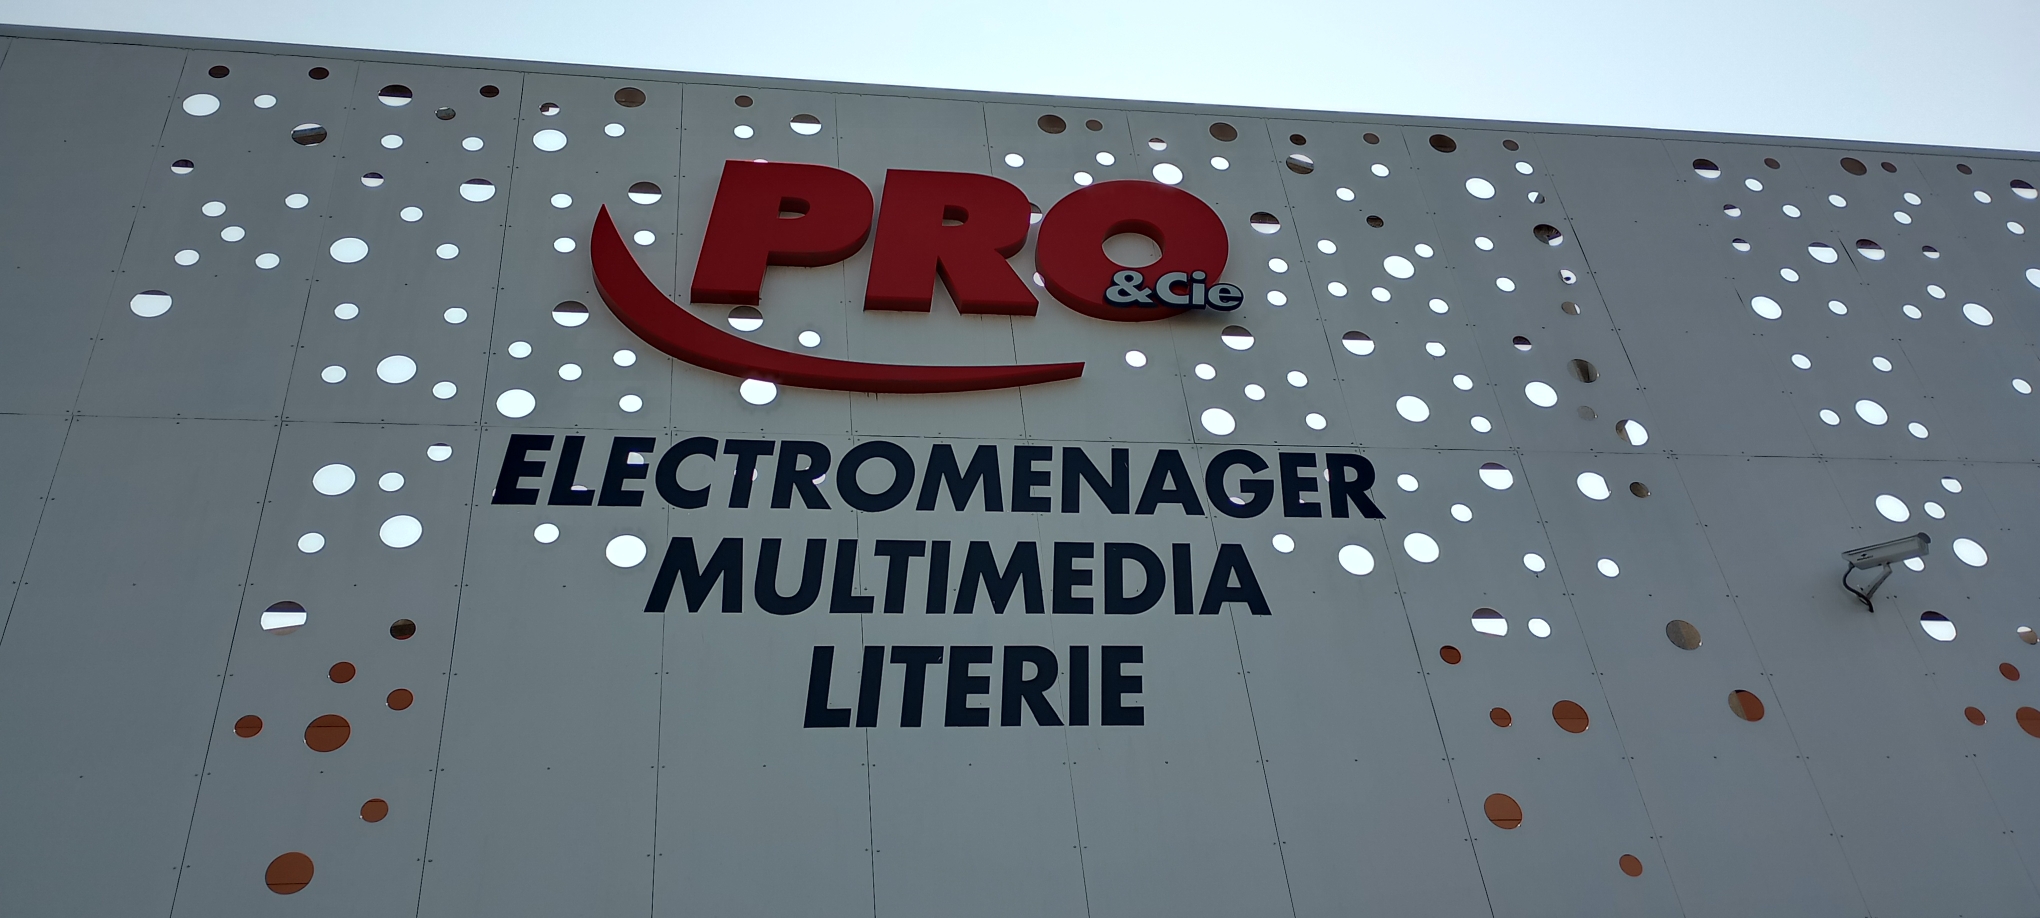 PRO
&Cie
ELECTROMENAGER
MULTIMEDIA
LITERIE